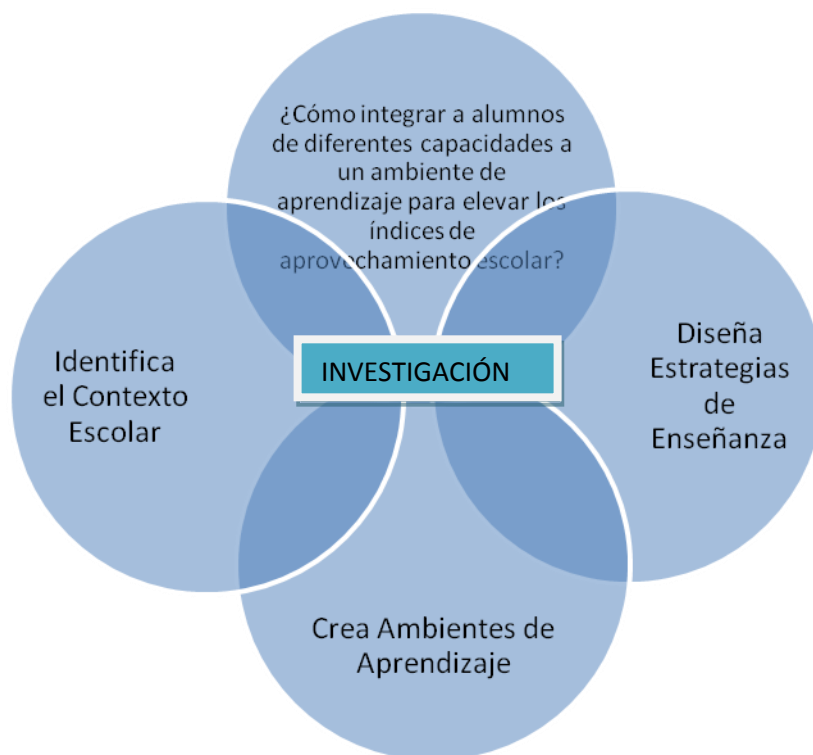 ¿Cómo integrar a alumnos
de diferentes capacidades a
un ambiente de
aprendizaje para elevar los
índices de
aprovechamiento escolar?
Identifica
el Contexto
Escolar
INVESTIGACIÓN
Diseña
Estrategias
de
Enseñanza
Crea Ambientes de
Aprendizaje